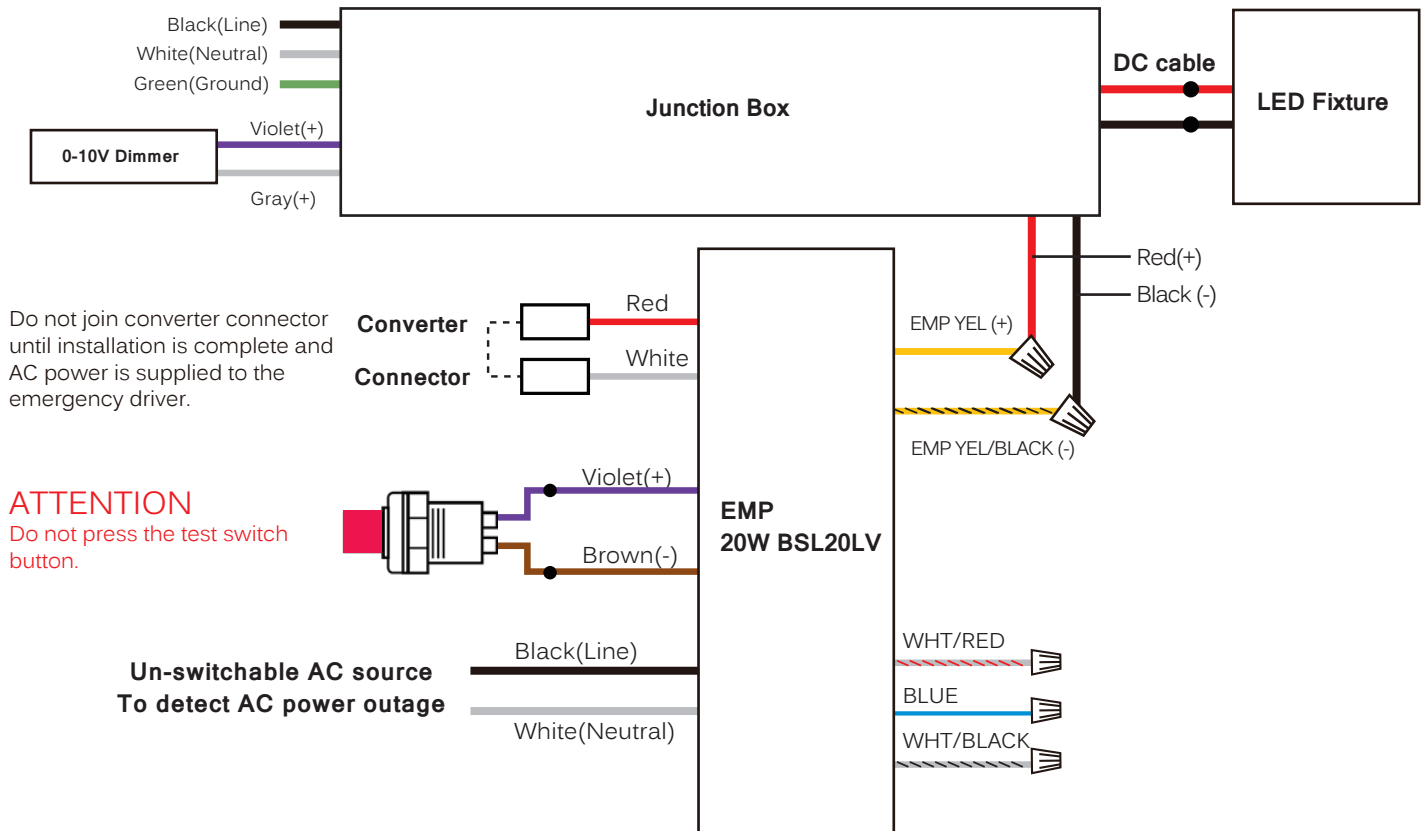 Black(Line)
White(Neutral)
Green(Ground)
Violet(+)
0-10V Dimmer
Gray(+)
Junction Box
DC cable
LED Fixture
Red(+)
Black (-)
Do not join converter connector
until installation is complete and
AC power is supplied to the
emergency driver.
Converter
Connector
Red
White
EMP YEL (+)
EMP YEL/BLACK (-)
ATTENTION
Do not press the test switch
button.
Violet(+)
Brown(-)
EMP
20W BSL20LV
Un-switchable AC source
To detect AC power outage
Black(Line)
White(Neutral)
WHT/RED
BLUE
WHT/BLACK